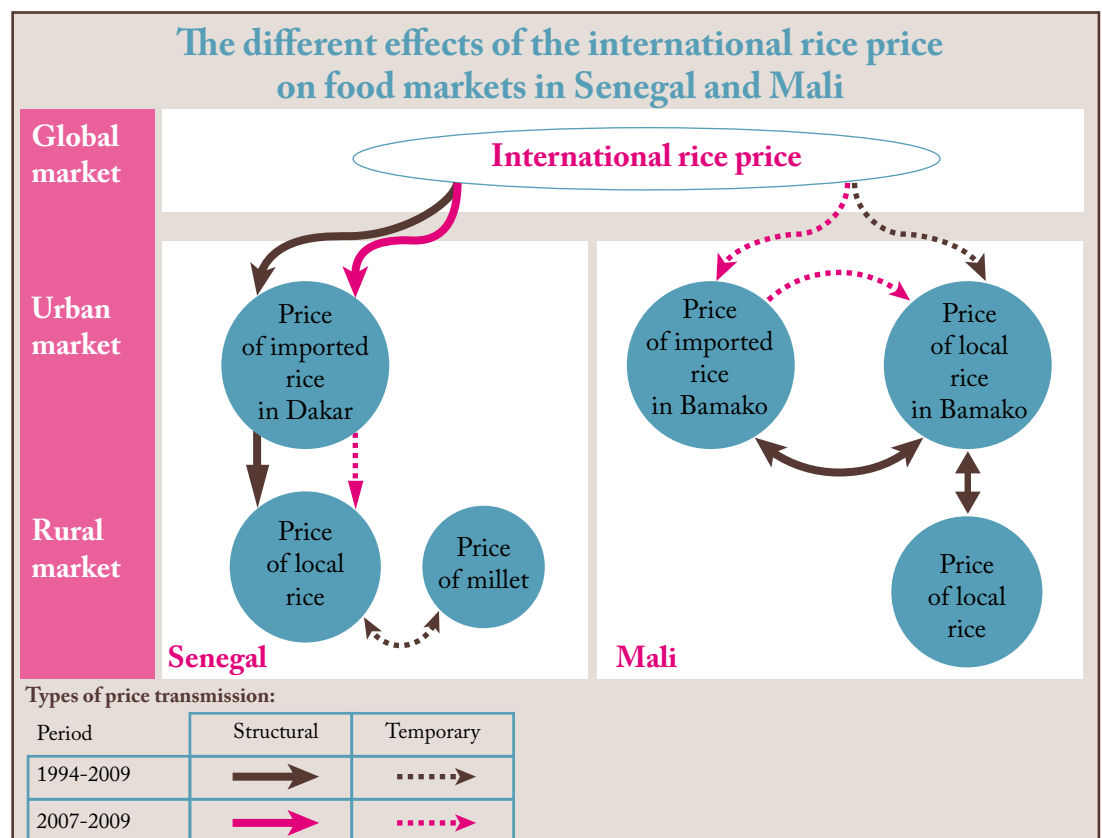 The different effects of the international rice price
on food markets in Senegal and Mali
Global
market
International rice price
Urban
market
Price
of imported
rice
in Dakar
Price
of imported
rice
in Bamako
Price
of local
rice
in Bamako
Rural
market
Price
of local
rice
Price
of millet
Price
of local
rice
Senegal
Mali
Types of price transmission:
Period
Structural
Temporary
1994-2009
2007-2009